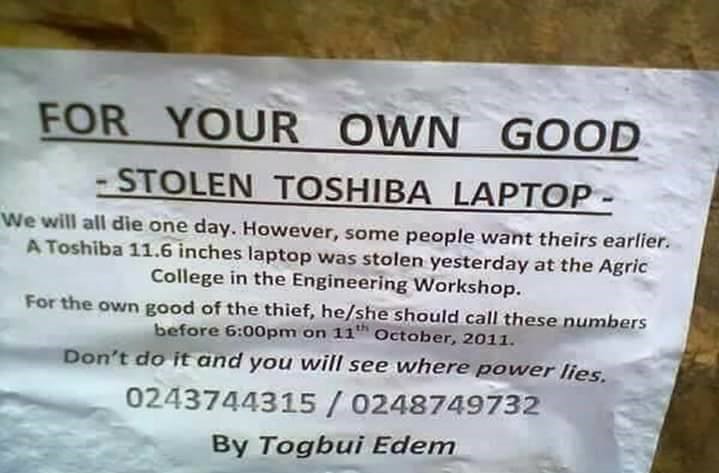 FOR YOUR OWN GOOD
- STOLEN TOSHIBA LAPTOP -
We will all die one day. However, some people want theirs earlier.
A Toshiba 11.6 inches laptop was stolen yesterday at the Agric
College in the Engineering Workshop.
For the own good of the thief, he/she should call these numbers
before 6:00pm on 11th October, 2011.
Don't do it and you will see where power lies.
0243744315 / 0248749732
By Togbui Edem